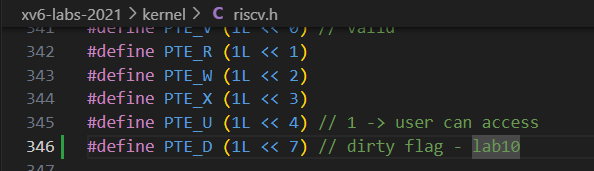 xv6-labs-2021 > kernel > C riscv.h
341 #define PTE_V (1L << 0) // valid
342 #define PTE_R (1L << 1)
343 #define PTE_W (1L << 2)
344 #define PTE_X (1L << 3)
345 #define PTE_U (1L << 4) // 1 -> user can access
346 #define PTE_D (1L << 7) // dirty flag - lab10
347